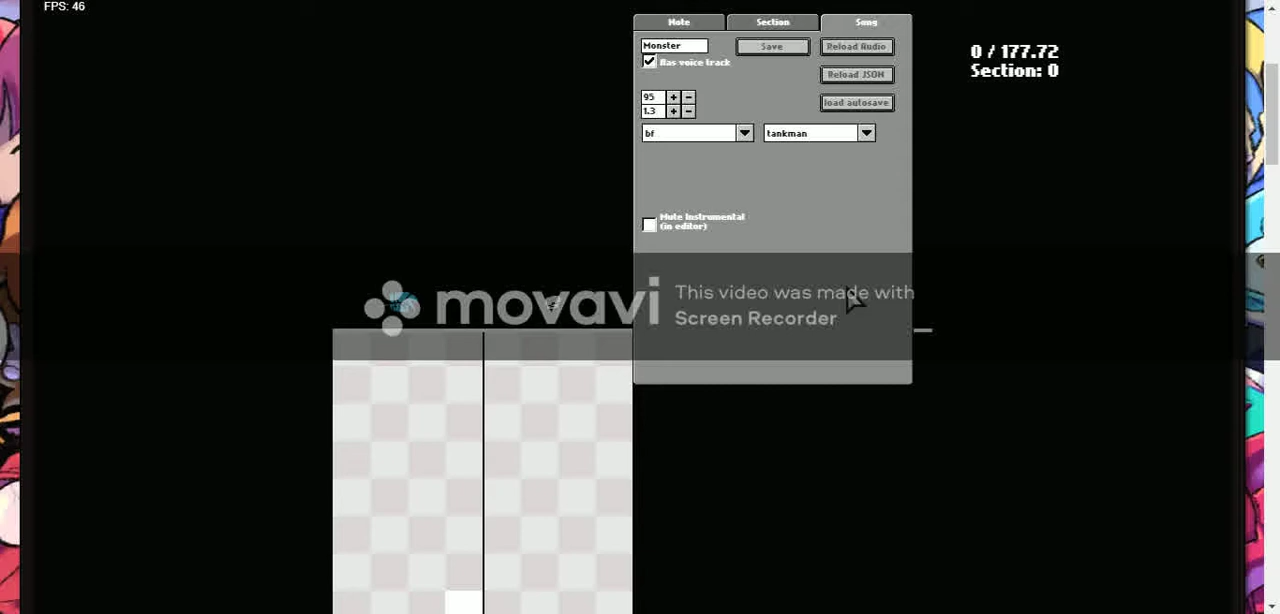 FPS: 46
Note Section Song
Monster Save Reload Audio
Has voice track
Reload JSON
95 + -
load autosave
1.3 + -
bf tankman
0 / 177.72
Section: 0
Mute Instrumental
(in editor)
movavi
This video was made with
Screen Recorder